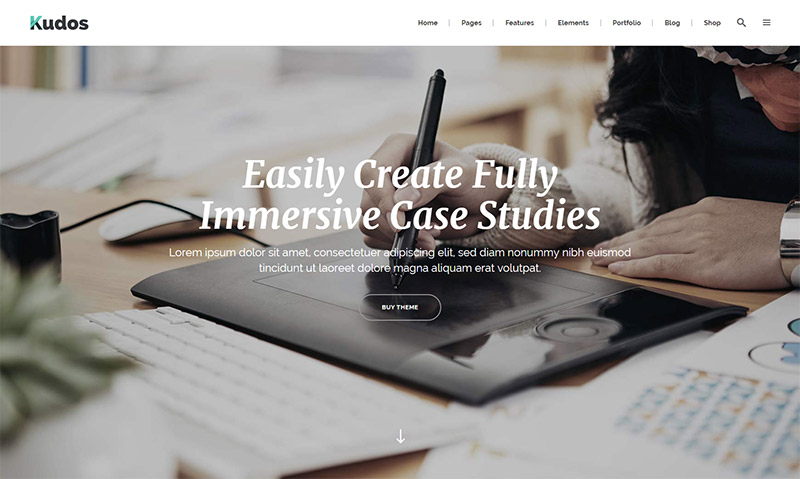 Kudos
Home
Pages
Features
Elements
Portfolio
Blog
Shop
Easily Create Fully
Immersive Case Studies
Lorem ipsum dolor sit amet, consectetuer adipiscing elit, sed diam nonummy nibh euismod
tincidunt ut laoreet dolore magna aliquam erat volutpat.
BUY THEME